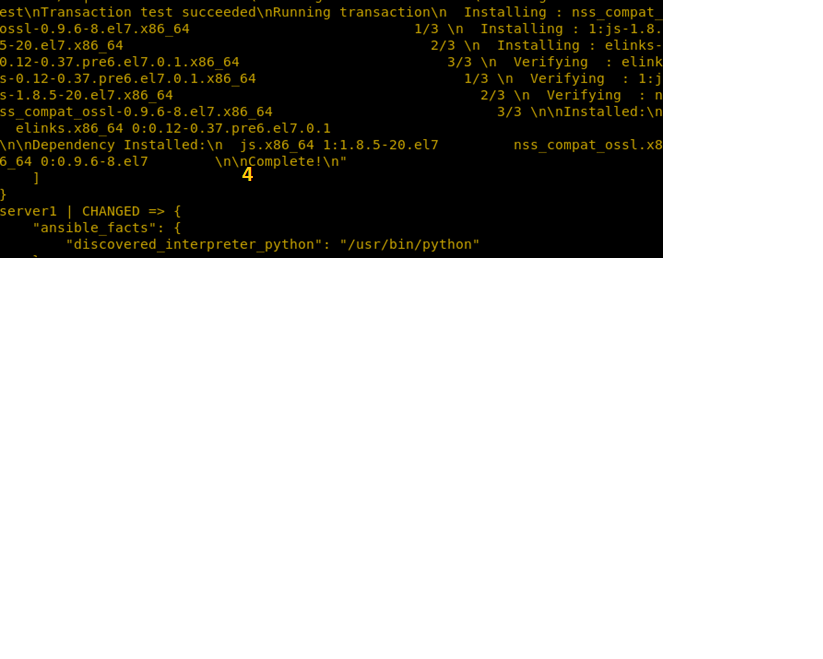 est\nTransaction test succeeded\nRunning transaction\n  Installing : nss_compat_
ossl-0.9.6-8.el7.x86_64                           1/3 \n  Installing : 1:js-1.8.
5-20.el7.x86_64                                     2/3 \n  Installing : elinks-
0.12-0.37.pre6.el7.0.1.x86_64                         3/3 \n  Verifying  : elink
s-0.12-0.37.pre6.el7.0.1.x86_64                         1/3 \n  Verifying  : 1:j
s-1.8.5-20.el7.x86_64                                     2/3 \n  Verifying  : n
ss_compat_ossl-0.9.6-8.el7.x86_64                           3/3 \n\nInstalled:\n
  elinks.x86_64 0:0.12-0.37.pre6.el7.0.1
\n\nDependency Installed:\n  js.x86_64 1:1.8.5-20.el7         nss_compat_ossl.x8
6_64 0:0.9.6-8.el7        \n\nComplete!\n"
4
    ]
}
server1 | CHANGED => {
    "ansible_facts": {
        "discovered_interpreter_python": "/usr/bin/python"